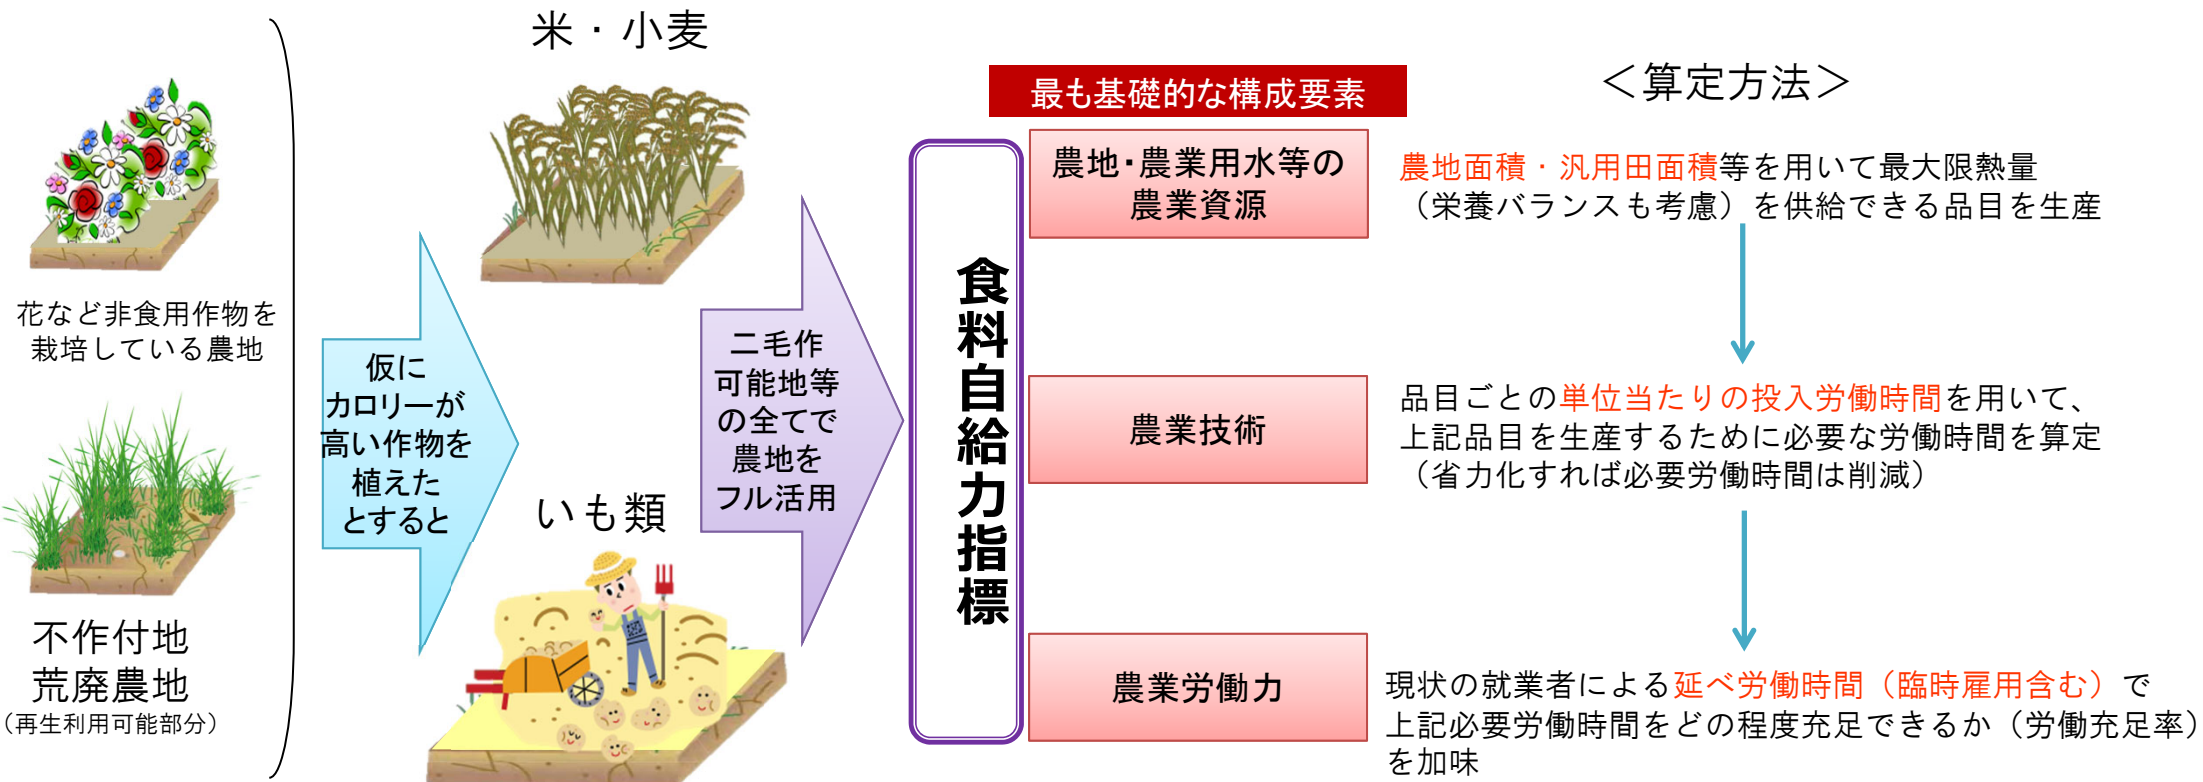 花など非食用作物を
栽培している農地
不作付地
荒廃農地
（再生利用可能部分）
仮に
カロリーが
高い作物を
植えた
とすると
米・小麦
いも類
二毛作
可能地等
の全てで
農地を
フル活用
食料自給力指標
最も基礎的な構成要素
農地・農業用水等の
農業資源
農業技術
農業労働力
＜算定方法＞
農地面積・汎用田面積等を用いて最大限熱量
（栄養バランスも考慮）を供給できる品目を生産
品目ごとの単位当たりの投入労働時間を用いて、
上記品目を生産するために必要な労働時間を算定
（省力化すれば必要労働時間は削減）
現状の就業者による延べ労働時間（臨時雇用含む）で
上記必要労働時間をどの程度充足できるか（労働充足率）
を加味